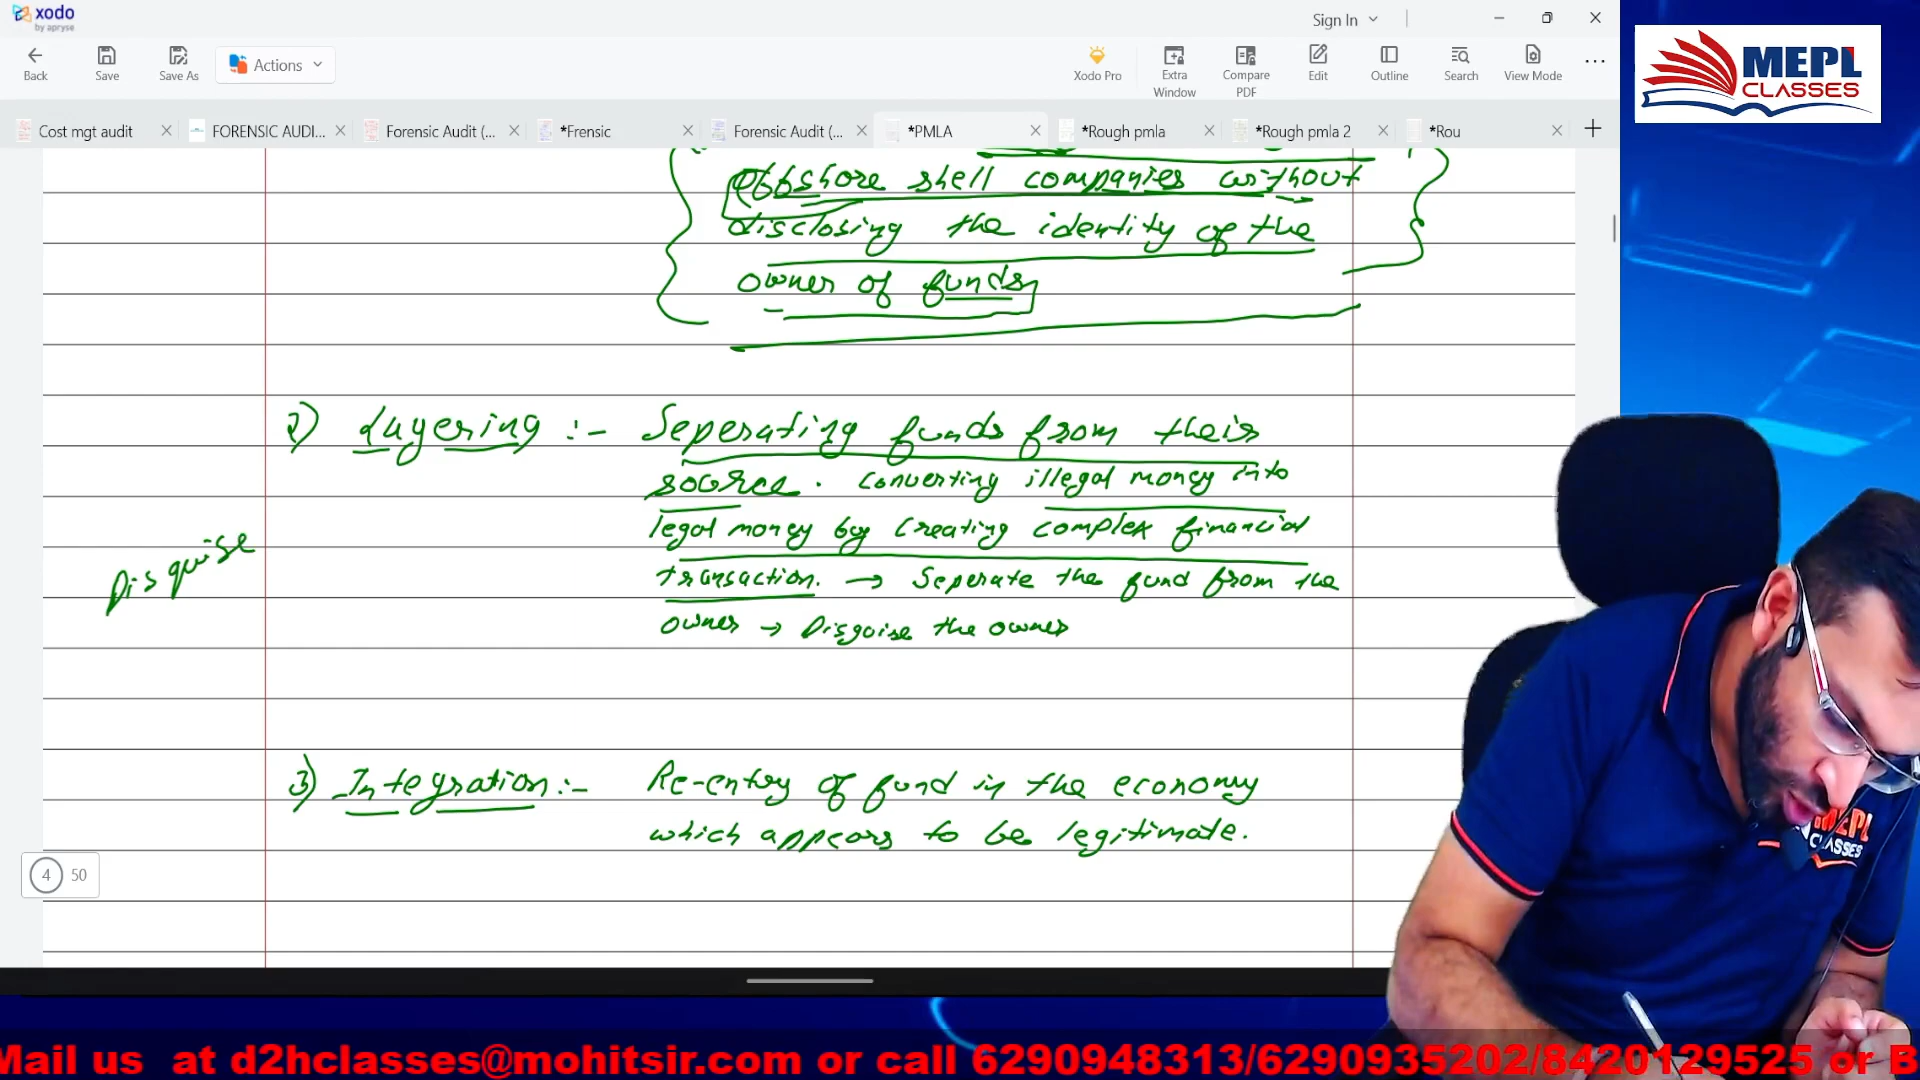 xodo
by apryse
Sign In
Back
Save
Save As
Actions
Xodo Pro
Extra Window
Compare PDF
Edit
Outline
Search
View Mode
Cost mgt audit
FORENSIC AUDI...
Forensic Audit (...
*Frensic
Forensic Audit (...
*PMLA
*Rough pmla
*Rough pmla 2
*Rou
MEPL
CLASSES
offshore shell companies without
disclosing the identity of the
owner of funds
2) Layering :- Seperating funds from their
source. Converting illegal money into
legal money by creating complex financial
transaction. → Seperate the fund from the
owner → Disguise the owner
Disguise
3) Integration :- Re-entry of fund in the economy
which appears to be legitimate.
4 50
MEPL
CLASSES
Mail us at d2hclasses@mohitsir.com or call 6290948313/6290935202/8420129525 or B